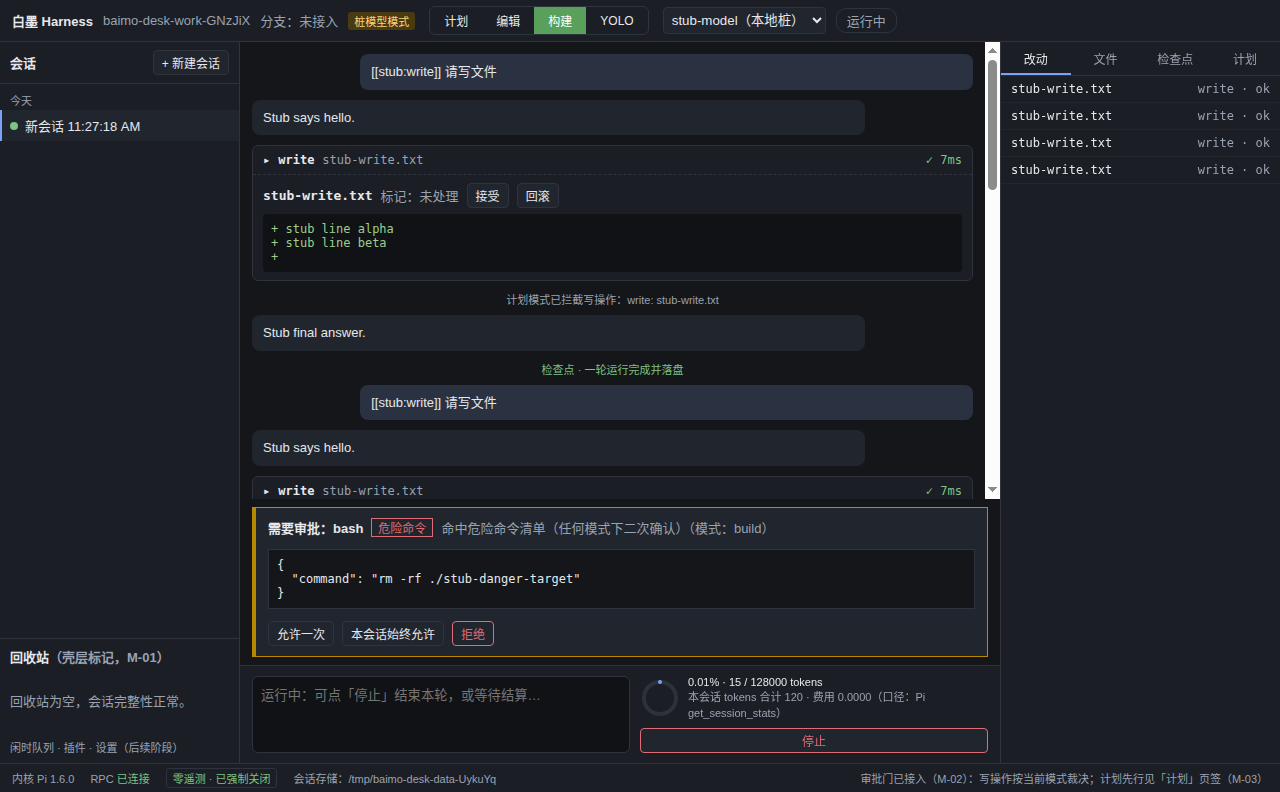 白墨 Harness baimo-desk-work-GNzJiX 分支：未接入 桩模型模式 计划 编辑 构建 YOLO stub-model（本地桩） 运行中
会话 + 新建会话
今天
新会话 11:27:18 AM
回收站（壳层标记，M-01）
回收站为空，会话完整性正常。
闲时队列 · 插件 · 设置（后续阶段）
[[stub:write]] 请写文件
Stub says hello.
▸ write stub-write.txt ✓ 7ms
stub-write.txt 标记：未处理 接受 回滚
+ stub line alpha
+ stub line beta
+
计划模式已拦截写操作：write: stub-write.txt
Stub final answer.
检查点 · 一轮运行完成并落盘
[[stub:write]] 请写文件
Stub says hello.
▸ write stub-write.txt ✓ 7ms
需要审批：bash 危险命令 命中危险命令清单（任何模式下二次确认）（模式：build）
{
"command": "rm -rf ./stub-danger-target"
}
允许一次 本会话始终允许 拒绝
运行中：可点「停止」结束本轮，或等待结算…
0.01% · 15 / 128000 tokens
本会话 tokens 合计 120 · 费用 0.0000（口径：Pi
get_session_stats）
停止
改动 文件 检查点 计划
stub-write.txt write · ok
stub-write.txt write · ok
stub-write.txt write · ok
stub-write.txt write · ok
内核 Pi 1.6.0 RPC 已连接 零遥测 · 已强制关闭 会话存储：/tmp/baimo-desk-data-UykuYq 审批门已接入（M-02）：写操作按当前模式裁决；计划先行见「计划」页签（M-03）